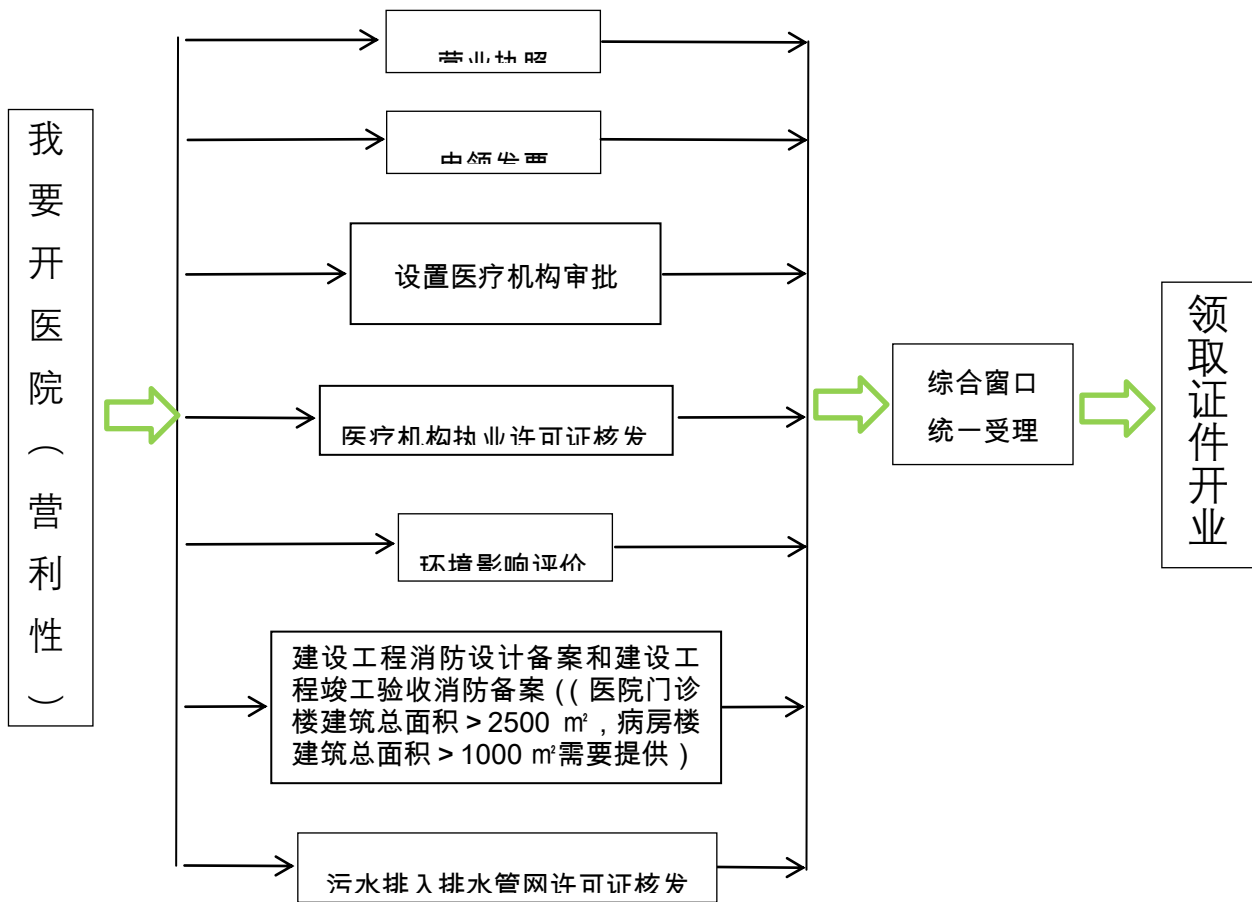 我要开医院（营利性）
营业执照
申领发票
设置医疗机构审批
医疗机构执业许可证核发
环境影响评价
建设工程消防设计备案和建设工
程竣工验收消防备案（（医院门诊
楼建筑总面积＞2500 ㎡，病房楼
建筑总面积＞1000 ㎡需要提供）
污水排入排水管网许可证核发
综合窗口
统一受理
领取证件开业